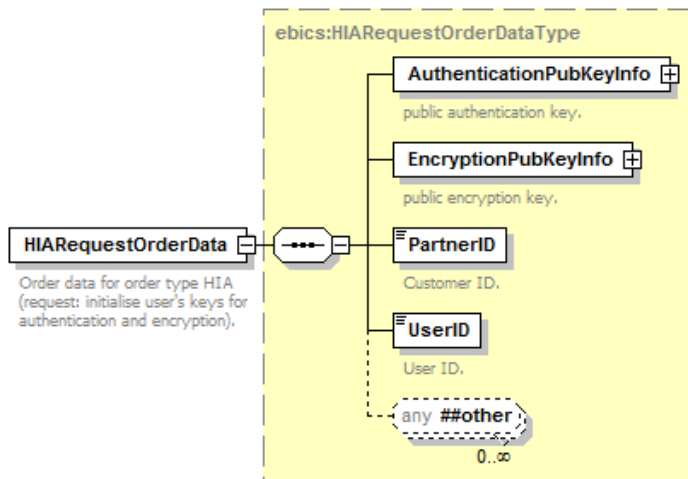 ebics:HIARequestOrderDataType
AuthenticationPubKeyInfo
public authentication key.
EncryptionPubKeyInfo
public encryption key.
HIARequestOrderData
Order data for order type HIA
(request: initialise user's keys for
authentication and encryption).
PartnerID
Customer ID.
UserID
User ID.
any ##other
0..∞